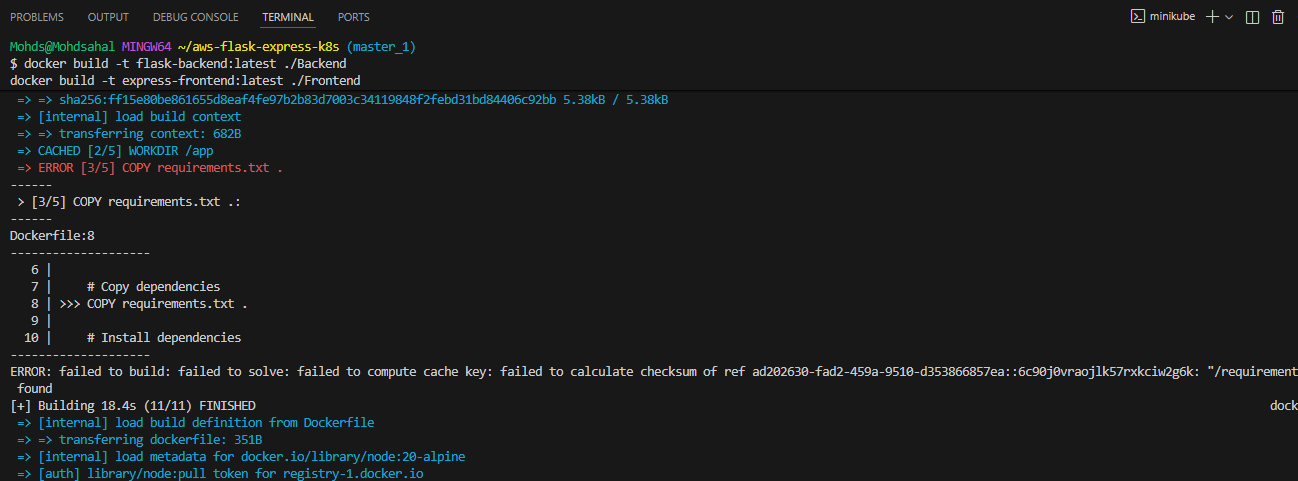 PROBLEMS OUTPUT DEBUG CONSOLE TERMINAL PORTS minikube
Mohds@Mohdsahal MINGW64 ~/aws-flask-express-k8s (master_1)
$ docker build -t flask-backend:latest ./Backend
docker build -t express-frontend:latest ./Frontend
=> => sha256:ff15e80be861655d8eaf4fe97b2b83d7003c34119848f2febd31bd84406c92bb 5.38kB / 5.38kB
=> [internal] load build context
=> => transferring context: 682B
=> CACHED [2/5] WORKDIR /app
=> ERROR [3/5] COPY requirements.txt .
------
> [3/5] COPY requirements.txt .:
------
Dockerfile:8
--------------------
6 |
7 | # Copy dependencies
8 | >>> COPY requirements.txt .
9 |
10 | # Install dependencies
--------------------
ERROR: failed to build: failed to solve: failed to compute cache key: failed to calculate checksum of ref ad202630-fad2-459a-9510-d353866857ea::6c90j0vraojlk57rxkciw2g6k: "/requirement
found
[+] Building 18.4s (11/11) FINISHED dock
=> [internal] load build definition from Dockerfile
=> => transferring dockerfile: 351B
=> [internal] load metadata for docker.io/library/node:20-alpine
=> [auth] library/node:pull token for registry-1.docker.io